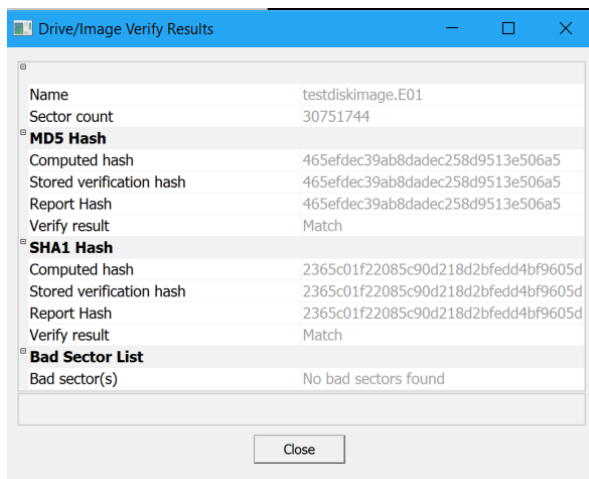 Drive/Image Verify Results
Name testdiskimage.E01
Sector count 30751744
MD5 Hash
Computed hash 465efdec39ab8dadec258d9513e506a5
Stored verification hash 465efdec39ab8dadec258d9513e506a5
Report Hash 465efdec39ab8dadec258d9513e506a5
Verify result Match
SHA1 Hash
Computed hash 2365c01f22085c90d218d2bfedd4bf9605d
Stored verification hash 2365c01f22085c90d218d2bfedd4bf9605d
Report Hash 2365c01f22085c90d218d2bfedd4bf9605d
Verify result Match
Bad Sector List
Bad sector(s) No bad sectors found
Close